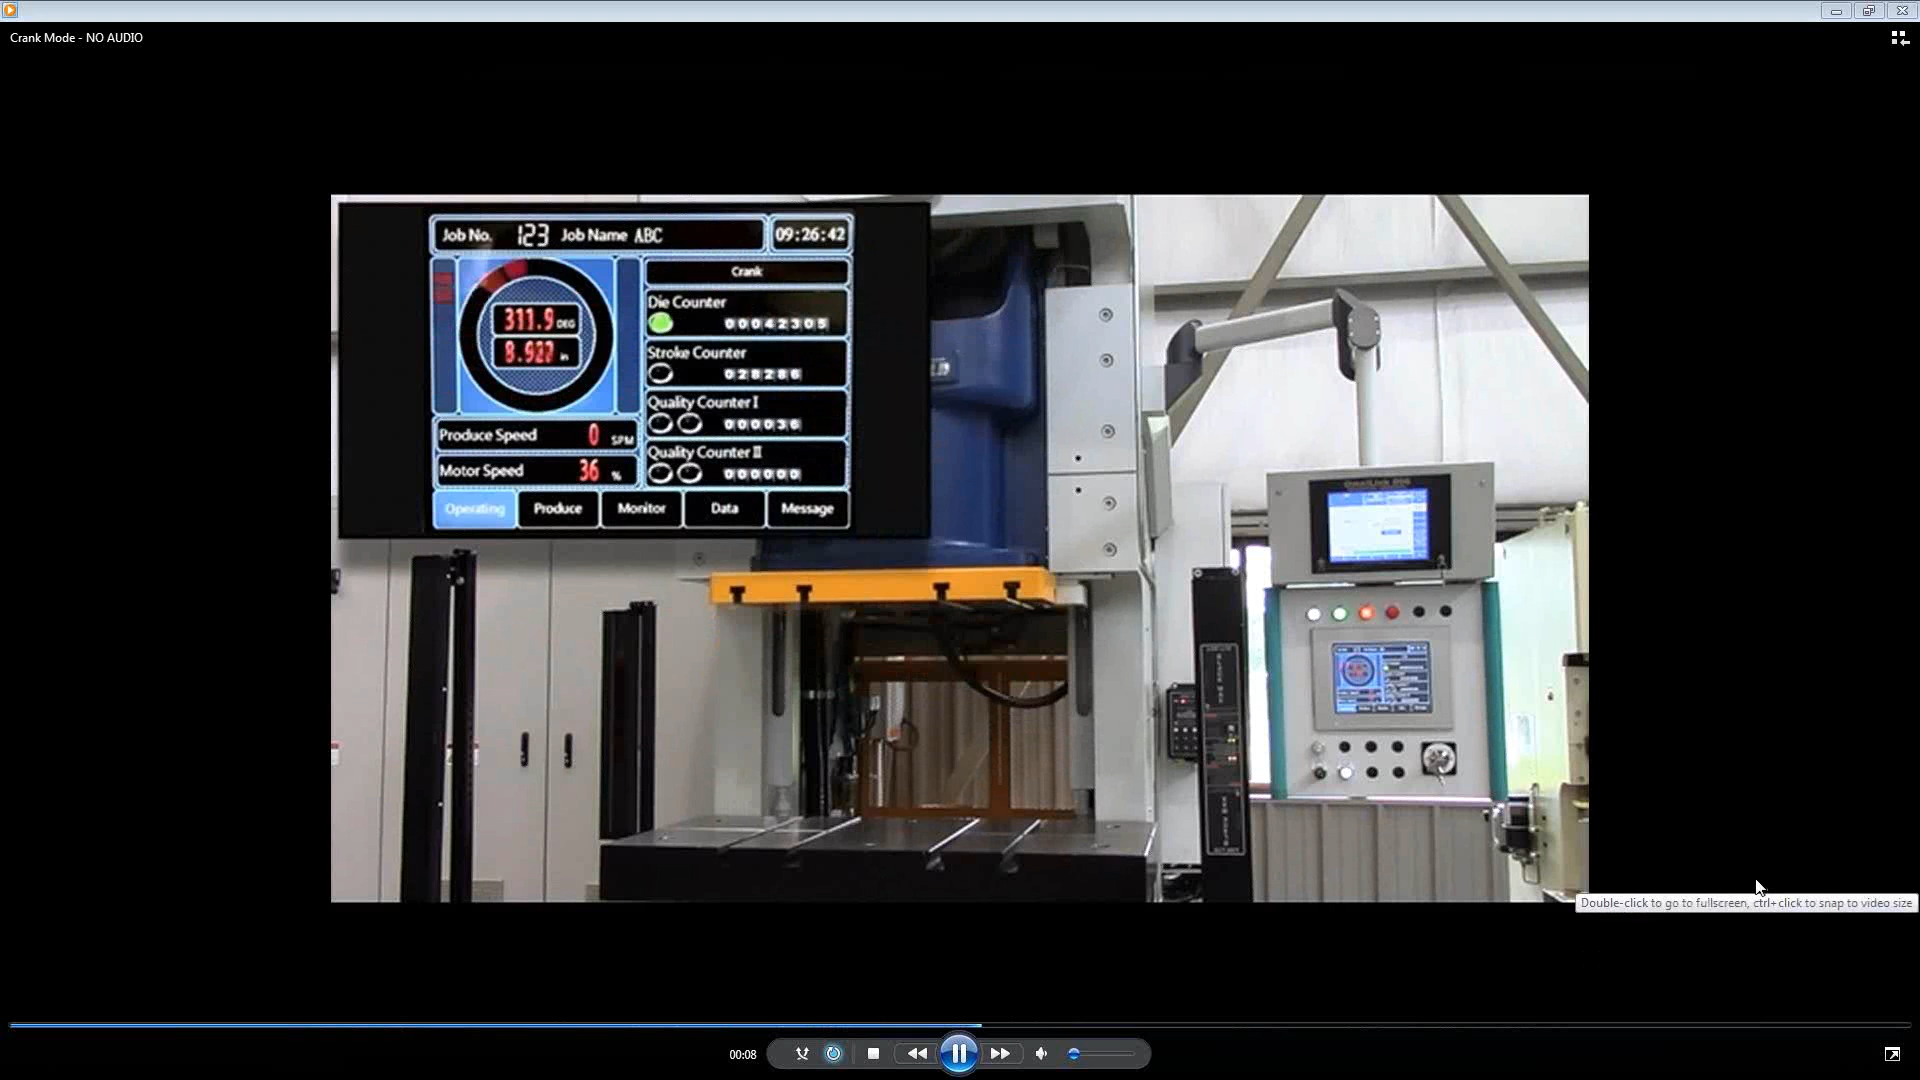 Crank Mode - NO AUDIO
Job No. 123 Job Name ABC 09:26:42
Crank
311.9 DEG
in
Die Counter
00042305
Stroke Counter
028286
Quality Counter I
000036
Quality Counter II
000000
Produce Speed 0 SPM
Motor Speed 36 %
Operating Produce Monitor Data Message
Double-click to go to fullscreen, ctrl+click to snap to video size
00:08